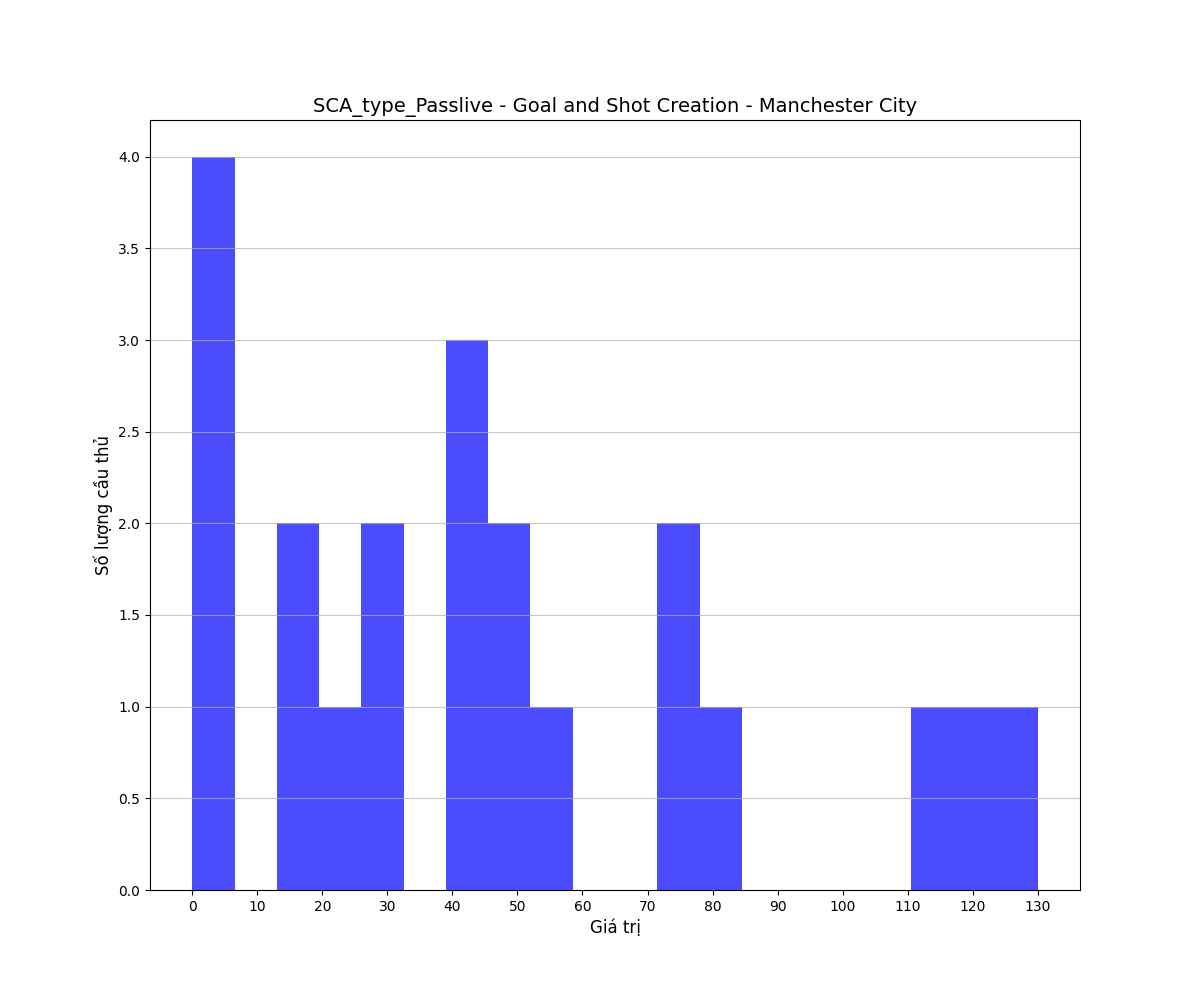 SCA_type_Passlive - Goal and Shot Creation - Manchester City
Số lượng cầu thủ
4.0
3.5
3.0
2.5
2.0
1.5
1.0
0.5
0.0
0 10 20 30 40 50 60 70 80 90 100 110 120 130
Giá trị